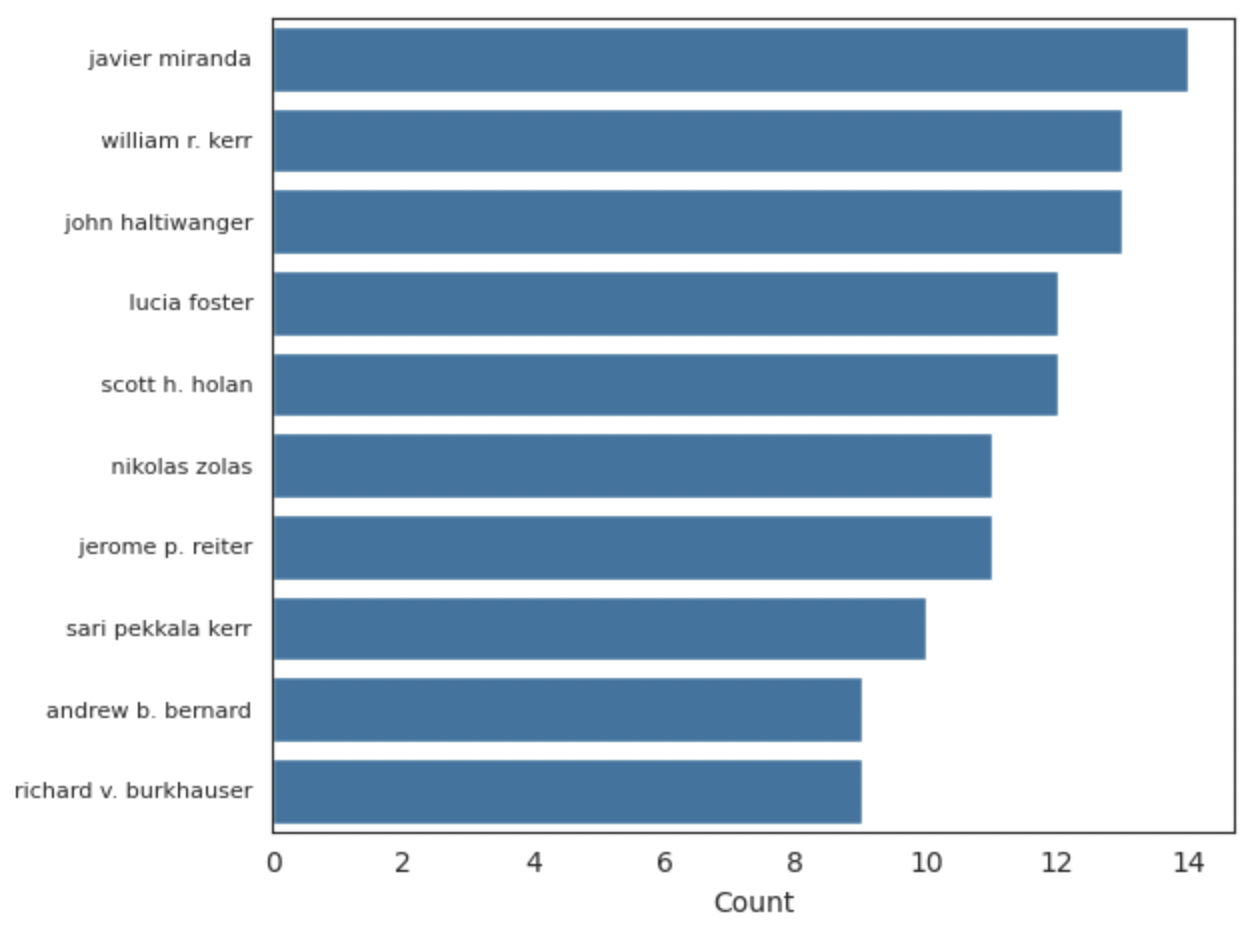 javier miranda
william r. kerr
john haltiwanger
lucia foster
scott h. holan
nikolas zolas
jerome p. reiter
sari pekkala kerr
andrew b. bernard
richard v. burkhauser
0 2 4 6 8 10 12 14
Count